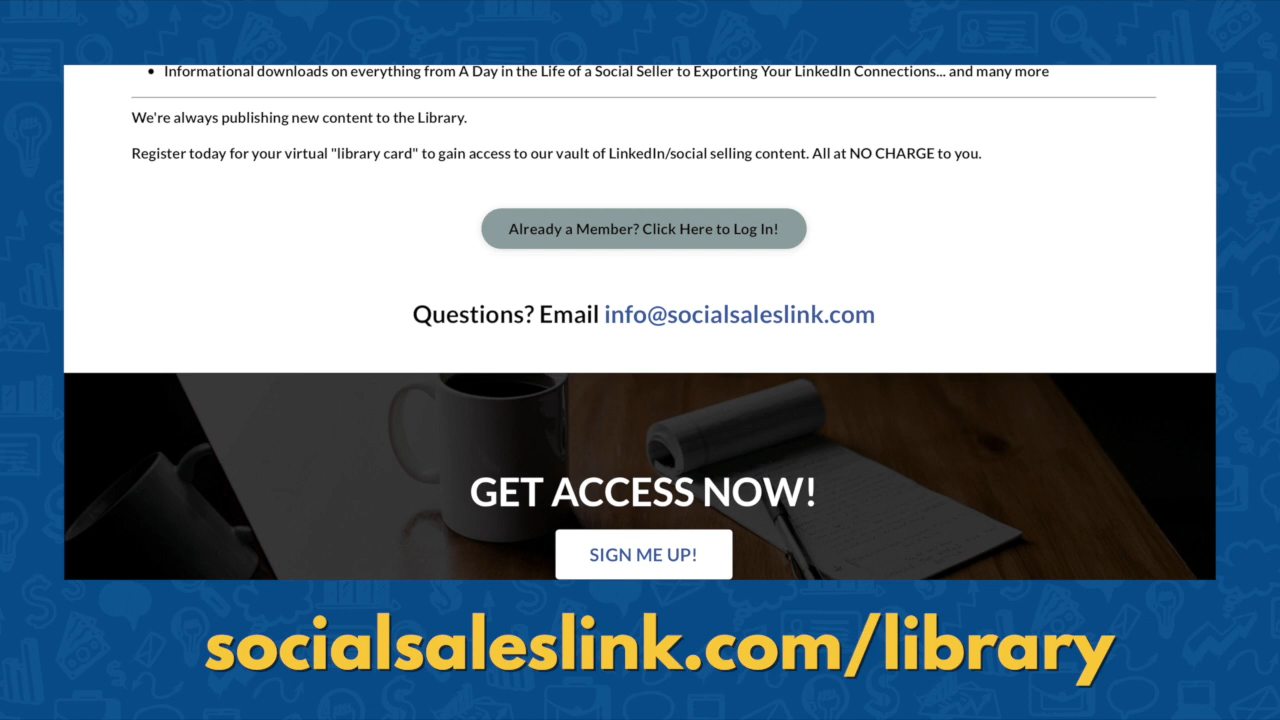 • Informational downloads on everything from A Day in the Life of a Social Seller to Exporting Your LinkedIn Connections... and many more
We're always publishing new content to the Library.
Register today for your virtual "library card" to gain access to our vault of LinkedIn/social selling content. All at NO CHARGE to you.
Already a Member? Click Here to Log In!
Questions? Email info@socialsaleslink.com
GET ACCESS NOW!
SIGN ME UP!
socialsaleslink.com/library